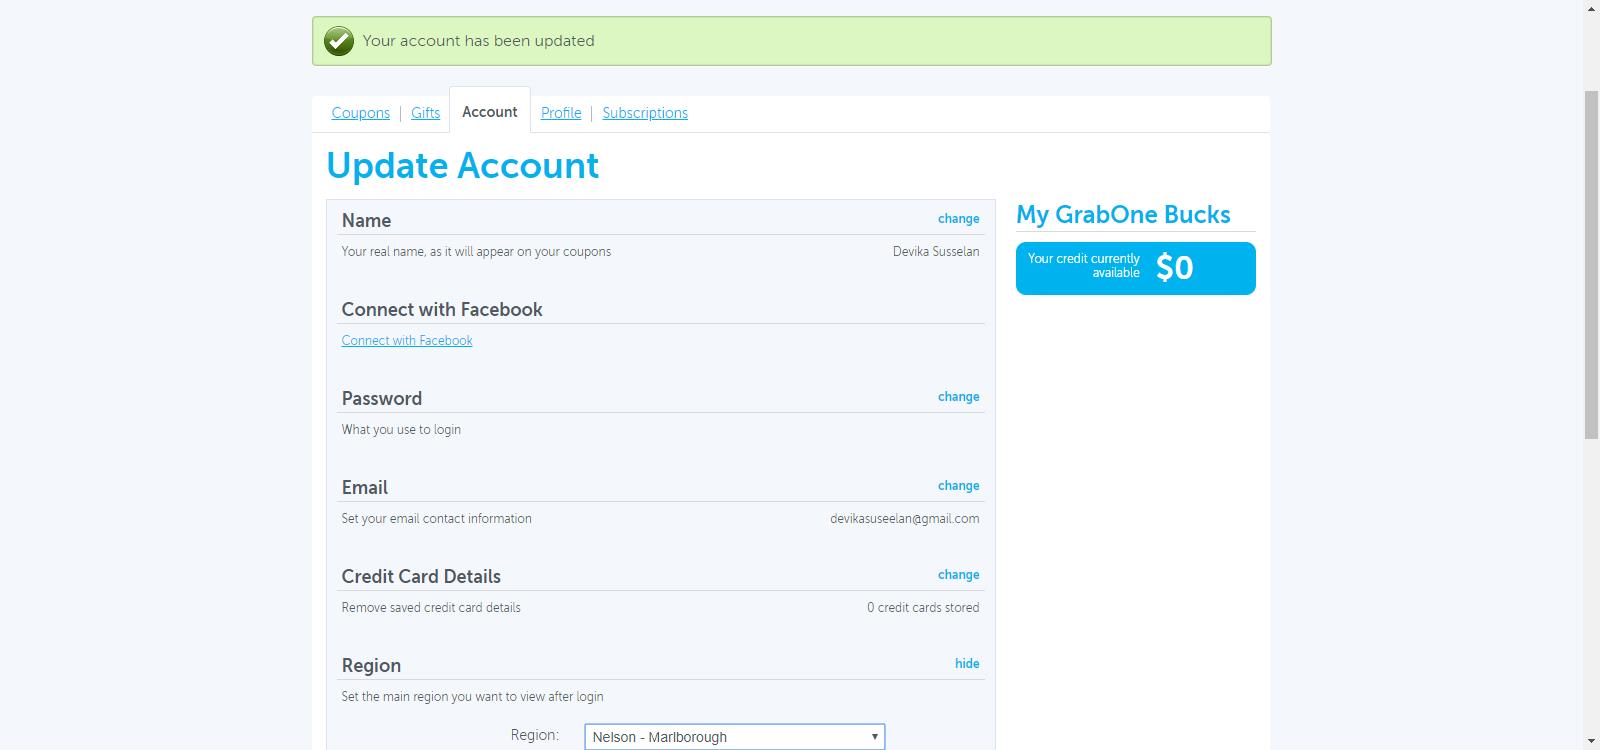 Your account has been updated
Coupons | Gifts Account Profile | Subscriptions
Update Account
Name change
Your real name, as it will appear on your coupons Devika Susselan
Connect with Facebook
Connect with Facebook
Password change
What you use to login
Email change
Set your email contact information devikasuseelan@gmail.com
Credit Card Details change
Remove saved credit card details 0 credit cards stored
Region hide
Set the main region you want to view after login
Region: Nelson - Marlborough
My GrabOne Bucks
Your credit currently
available $0